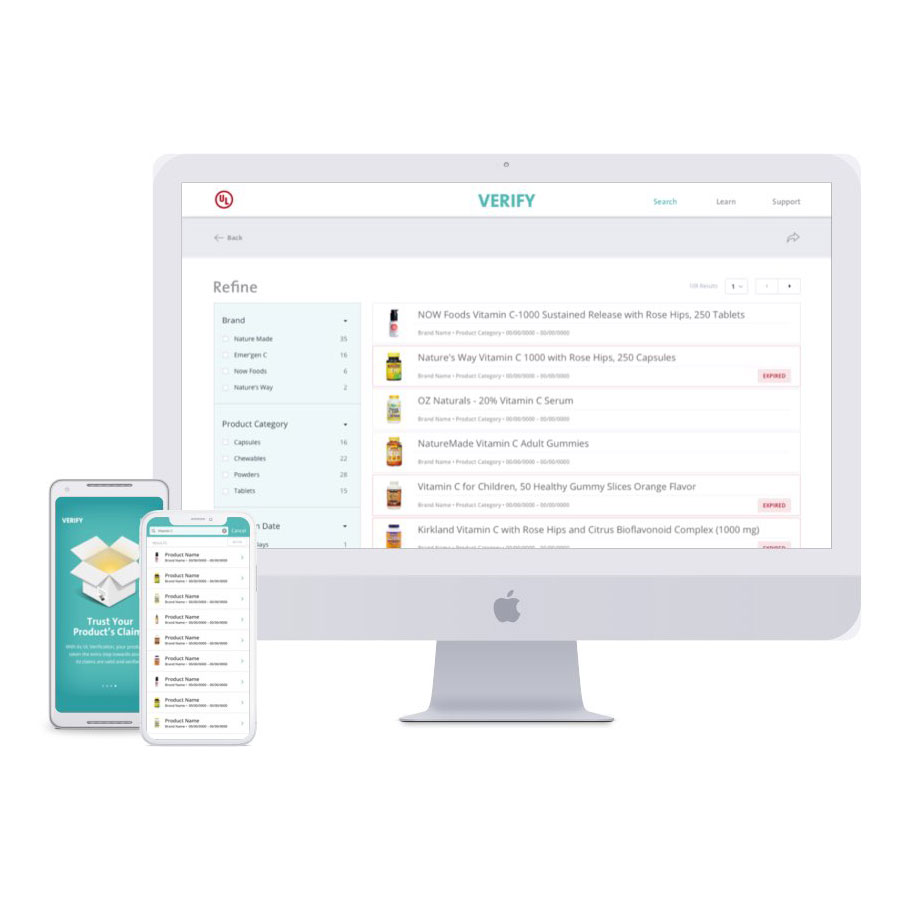 UL
VERIFY
Search
Learn
Support
Back
Refine
Results
1
Brand
Nature Made 35
Emer'gen C 16
Now Foods 6
Nature's Way 2
Product Category
Capsules 16
Chewables 22
Powders 28
Tablets 15
Date
1
NOW Foods Vitamin C-1000 Sustained Release with Rose Hips, 250 Tablets
Brand Name • Product Category • 00/00/0000 - 00/00/0000
Nature's Way Vitamin C 1000 with Rose Hips, 250 Capsules
Brand Name • Product Category • 00/00/0000 - 00/00/0000
EXPIRED
OZ Naturals - 20% Vitamin C Serum
Brand Name • Product Category • 00/00/0000 - 00/00/0000
NatureMade Vitamin C Adult Gummies
Brand Name • Product Category • 00/00/0000 - 00/00/0000
Vitamin C for Children, 50 Healthy Gummy Slices Orange Flavor
Brand Name • Product Category • 00/00/0000 - 00/00/0000
EXPIRED
Kirkland Vitamin C with Rose Hips and Citrus Bioflavonoid Complex (1000 mg)
Brand Name • Product Category • 00/00/0000 - 00/00/0000
EXPIRED
VERIFY
Trust Your
Product's Claim
Cancel
Product Name
Brand Name • 00/00/0000 - 00/00/0000
Product Name
Brand Name • 00/00/0000 - 00/00/0000
Product Name
Brand Name • 00/00/0000 - 00/00/0000
Product Name
Brand Name • 00/00/0000 - 00/00/0000
Product Name
Brand Name • 00/00/0000 - 00/00/0000
Product Name
Brand Name • 00/00/0000 - 00/00/0000
Product Name
Brand Name • 00/00/0000 - 00/00/0000
Product Name
Brand Name • 00/00/0000 - 00/00/0000
Product Name
Brand Name • 00/00/0000 - 00/00/0000